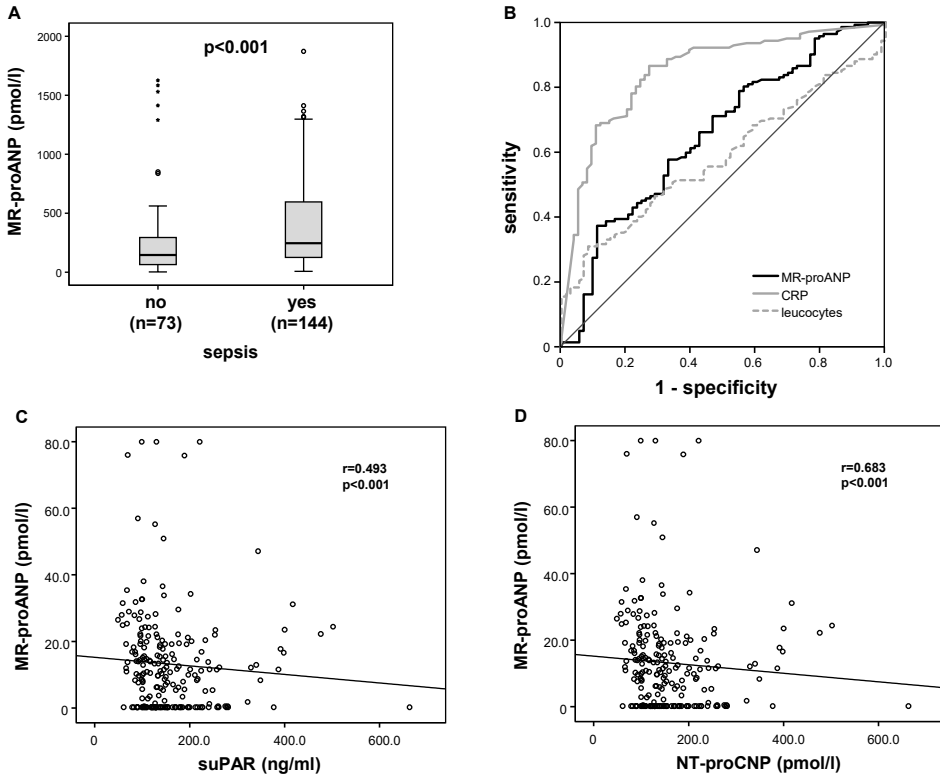 A
p<0.001
MR-proANP (pmol/l)
2000
1500
1000
500
0
no
yes
(n=73)
(n=144)
sepsis
B
sensitivity
1.0
0.8
0.6
0.4
0.2
0
MR-proANP
CRP
leucocytes
0
0.2
0.4
0.6
0.8
1.0
1 - specificity
C
MR-proANP (pmol/l)
80.0
60.0
40.0
20.0
0
r=0.493
p<0.001
0
200.0
400.0
600.0
suPAR (ng/ml)
D
MR-proANP (pmol/l)
80.0
60.0
40.0
20.0
0
r=0.683
p<0.001
0
200.0
400.0
600.0
NT-proCNP (pmol/l)